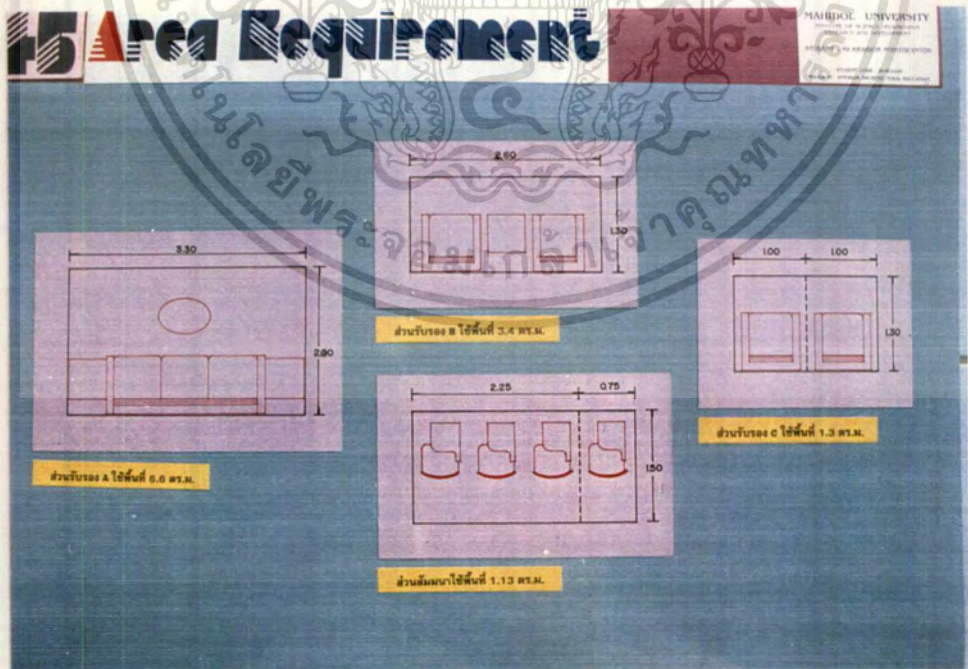 45 Area Requirement
MAHIDOL UNIVERSITY
2.60
1.30
3.30
2.00
ส่วนรับรอง B ใช้พื้นที่ 3.4 ตร.ม.
1.00 1.00
1.30
ส่วนรับรอง C ใช้พื้นที่ 1.3 ตร.ม.
2.25 0.75
1.50
ส่วนรับรอง A ใช้พื้นที่ 6.6 ตร.ม.
ส่วนสัมมนาใช้พื้นที่ 1.13 ตร.ม.